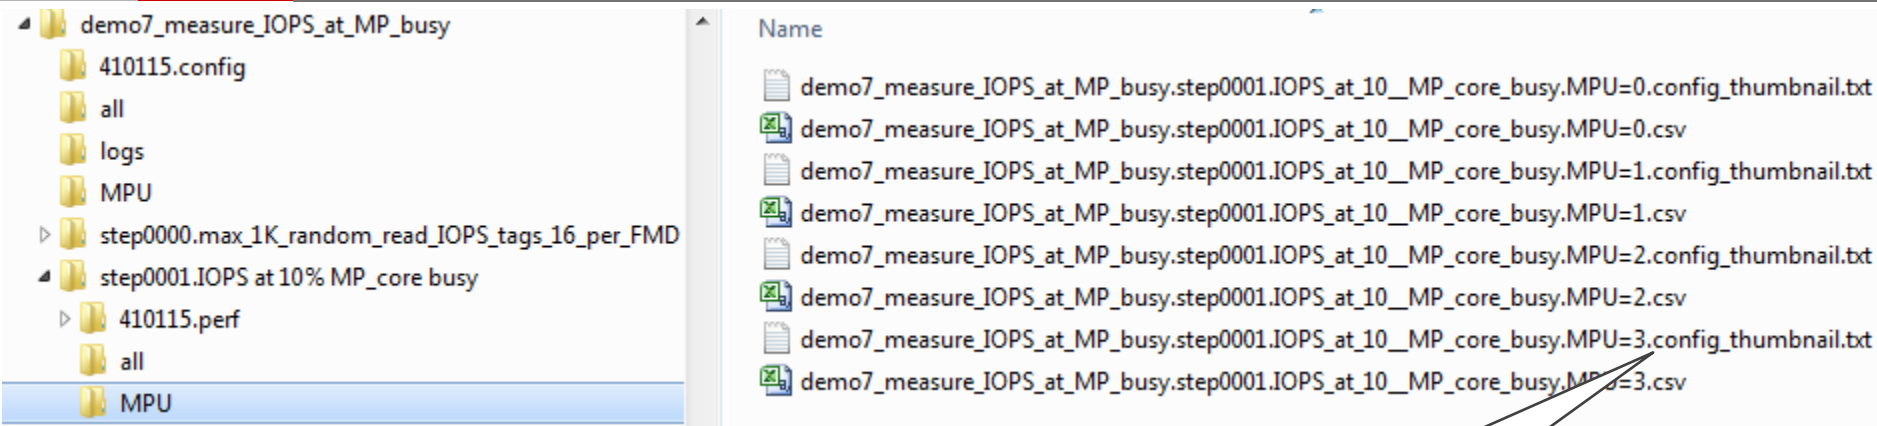 demo7_measure_IOPS_at_MP_busy
410115.config
all
logs
MPU
step0000.max_1K_random_read_IOPS_tags_16_per_FMD
step0001.IOPS at 10% MP_core busy
410115.perf
all
MPU
Name
demo7_measure_IOPS_at_MP_busy.step0001.IOPS_at_10__MP_core_busy.MPU=0.config_thumbnail.txt
demo7_measure_IOPS_at_MP_busy.step0001.IOPS_at_10__MP_core_busy.MPU=0.csv
demo7_measure_IOPS_at_MP_busy.step0001.IOPS_at_10__MP_core_busy.MPU=1.config_thumbnail.txt
demo7_measure_IOPS_at_MP_busy.step0001.IOPS_at_10__MP_core_busy.MPU=1.csv
demo7_measure_IOPS_at_MP_busy.step0001.IOPS_at_10__MP_core_busy.MPU=2.config_thumbnail.txt
demo7_measure_IOPS_at_MP_busy.step0001.IOPS_at_10__MP_core_busy.MPU=2.csv
demo7_measure_IOPS_at_MP_busy.step0001.IOPS_at_10__MP_core_busy.MPU=3.config_thumbnail.txt
demo7_measure_IOPS_at_MP_busy.step0001.IOPS_at_10__MP_core_busy.MPU=3.csv